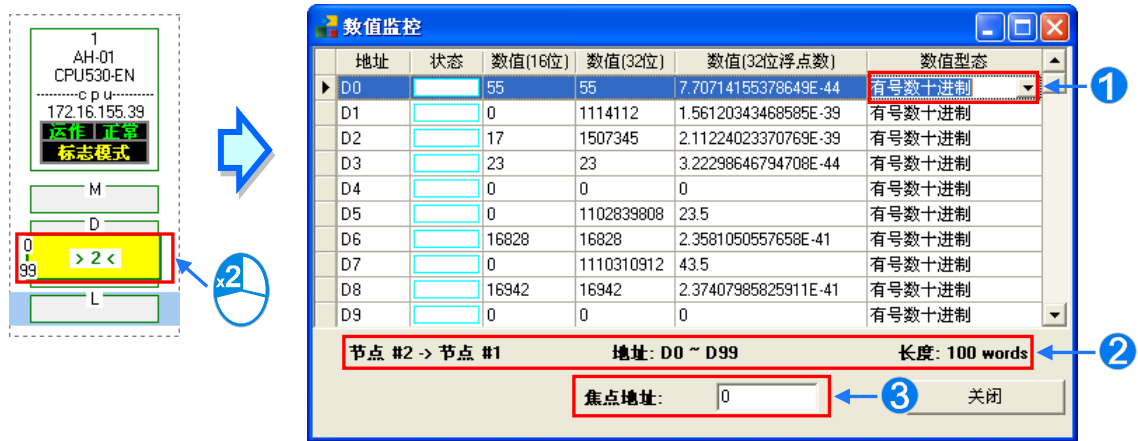 1
AH-01
CPU530-EN
---------c p u---------
172.16.155.39
运作 正常
标志模式
M
D
0
99
> 2 <
L
x2
数值监控
地址 状态 数值(16位) 数值(32位) 数值(32位浮点数) 数值型态
D0 55 55 7.70714155378649E-44 有号数十进制
D1 0 1114112 1.56120343468585E-39 有号数十进制
D2 17 1507345 2.11224023370769E-39 有号数十进制
D3 23 23 3.22298646794708E-44 有号数十进制
D4 0 0 0 有号数十进制
D5 0 1102839808 23.5 有号数十进制
D6 16828 16828 2.3581050557658E-41 有号数十进制
D7 0 1110310912 43.5 有号数十进制
D8 16942 16942 2.37407985825911E-41 有号数十进制
D9 0 0 0 有号数十进制
1
节点 #2 -> 节点 #1 地址: D0 ~ D99 长度: 100 words
2
焦点地址: 0
3
关闭